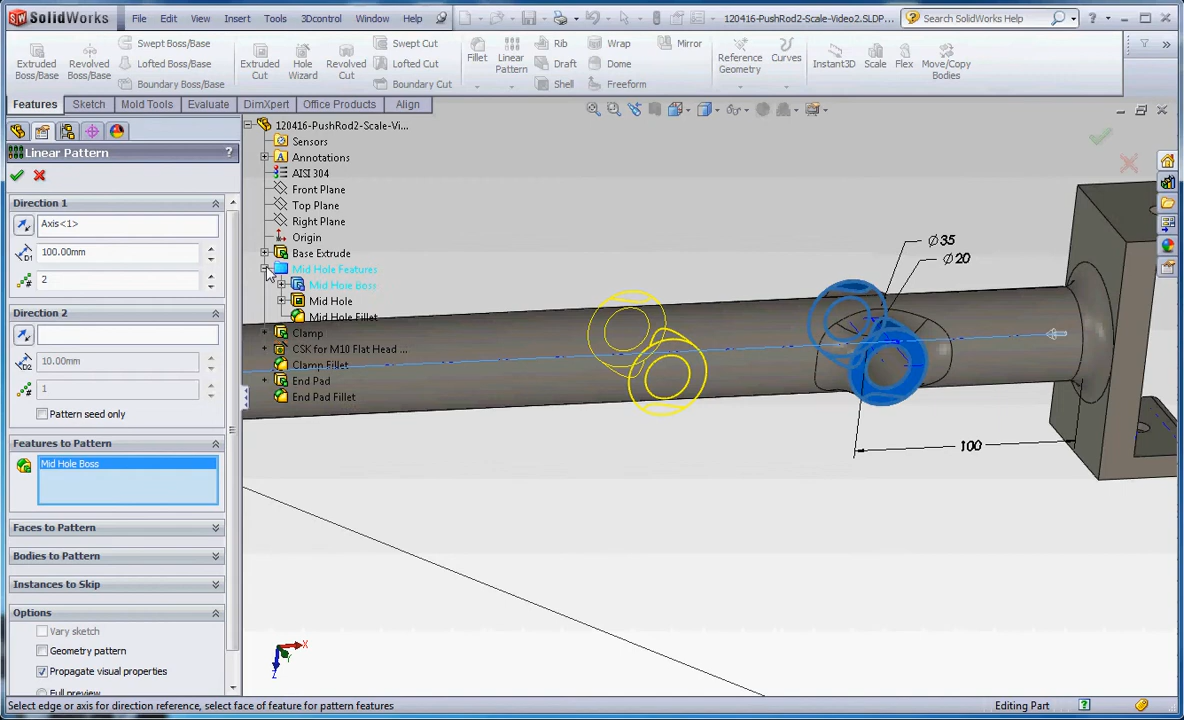 SolidWorks File Edit View Insert Tools 3Dcontrol Window Help 120416-PushRod2-Scale-Video2.SLDP... Search SolidWorks Help
Extruded Boss/Base
Revolved Boss/Base
Swept Boss/Base
Lofted Boss/Base
Boundary Boss/Base
Extruded Cut
Hole Wizard
Revolved Cut
Swept Cut
Lofted Cut
Boundary Cut
Fillet
Linear Pattern
Rib
Draft
Shell
Wrap
Dome
Freeform
Mirror
Reference Geometry
Curves
Instant3D
Scale
Flex
Move/Copy Bodies
Features Sketch Mold Tools Evaluate DimXpert Office Products Align
Linear Pattern ?
Direction 1
Axis<1>
D1 100.00mm
2
Direction 2
D2 10.00mm
1
Pattern seed only
Features to Pattern
Mid Hole Boss
Faces to Pattern
Bodies to Pattern
Instances to Skip
Options
Vary sketch
Geometry pattern
Propagate visual properties
Full preview
120416-PushRod2-Scale-Vi...
Sensors
A Annotations
AISI 304
Front Plane
Top Plane
Right Plane
Origin
Base Extrude
Mid Hole Features
Mid Hole Boss
Mid Hole
Mid Hole Fillet
Clamp
CSK for M10 Flat Head ...
Clamp Fillet
End Pad
End Pad Fillet
Ø35
Ø20
100
X
Y
Z
Select edge or axis for direction reference, select face of feature for pattern features Editing Part ?